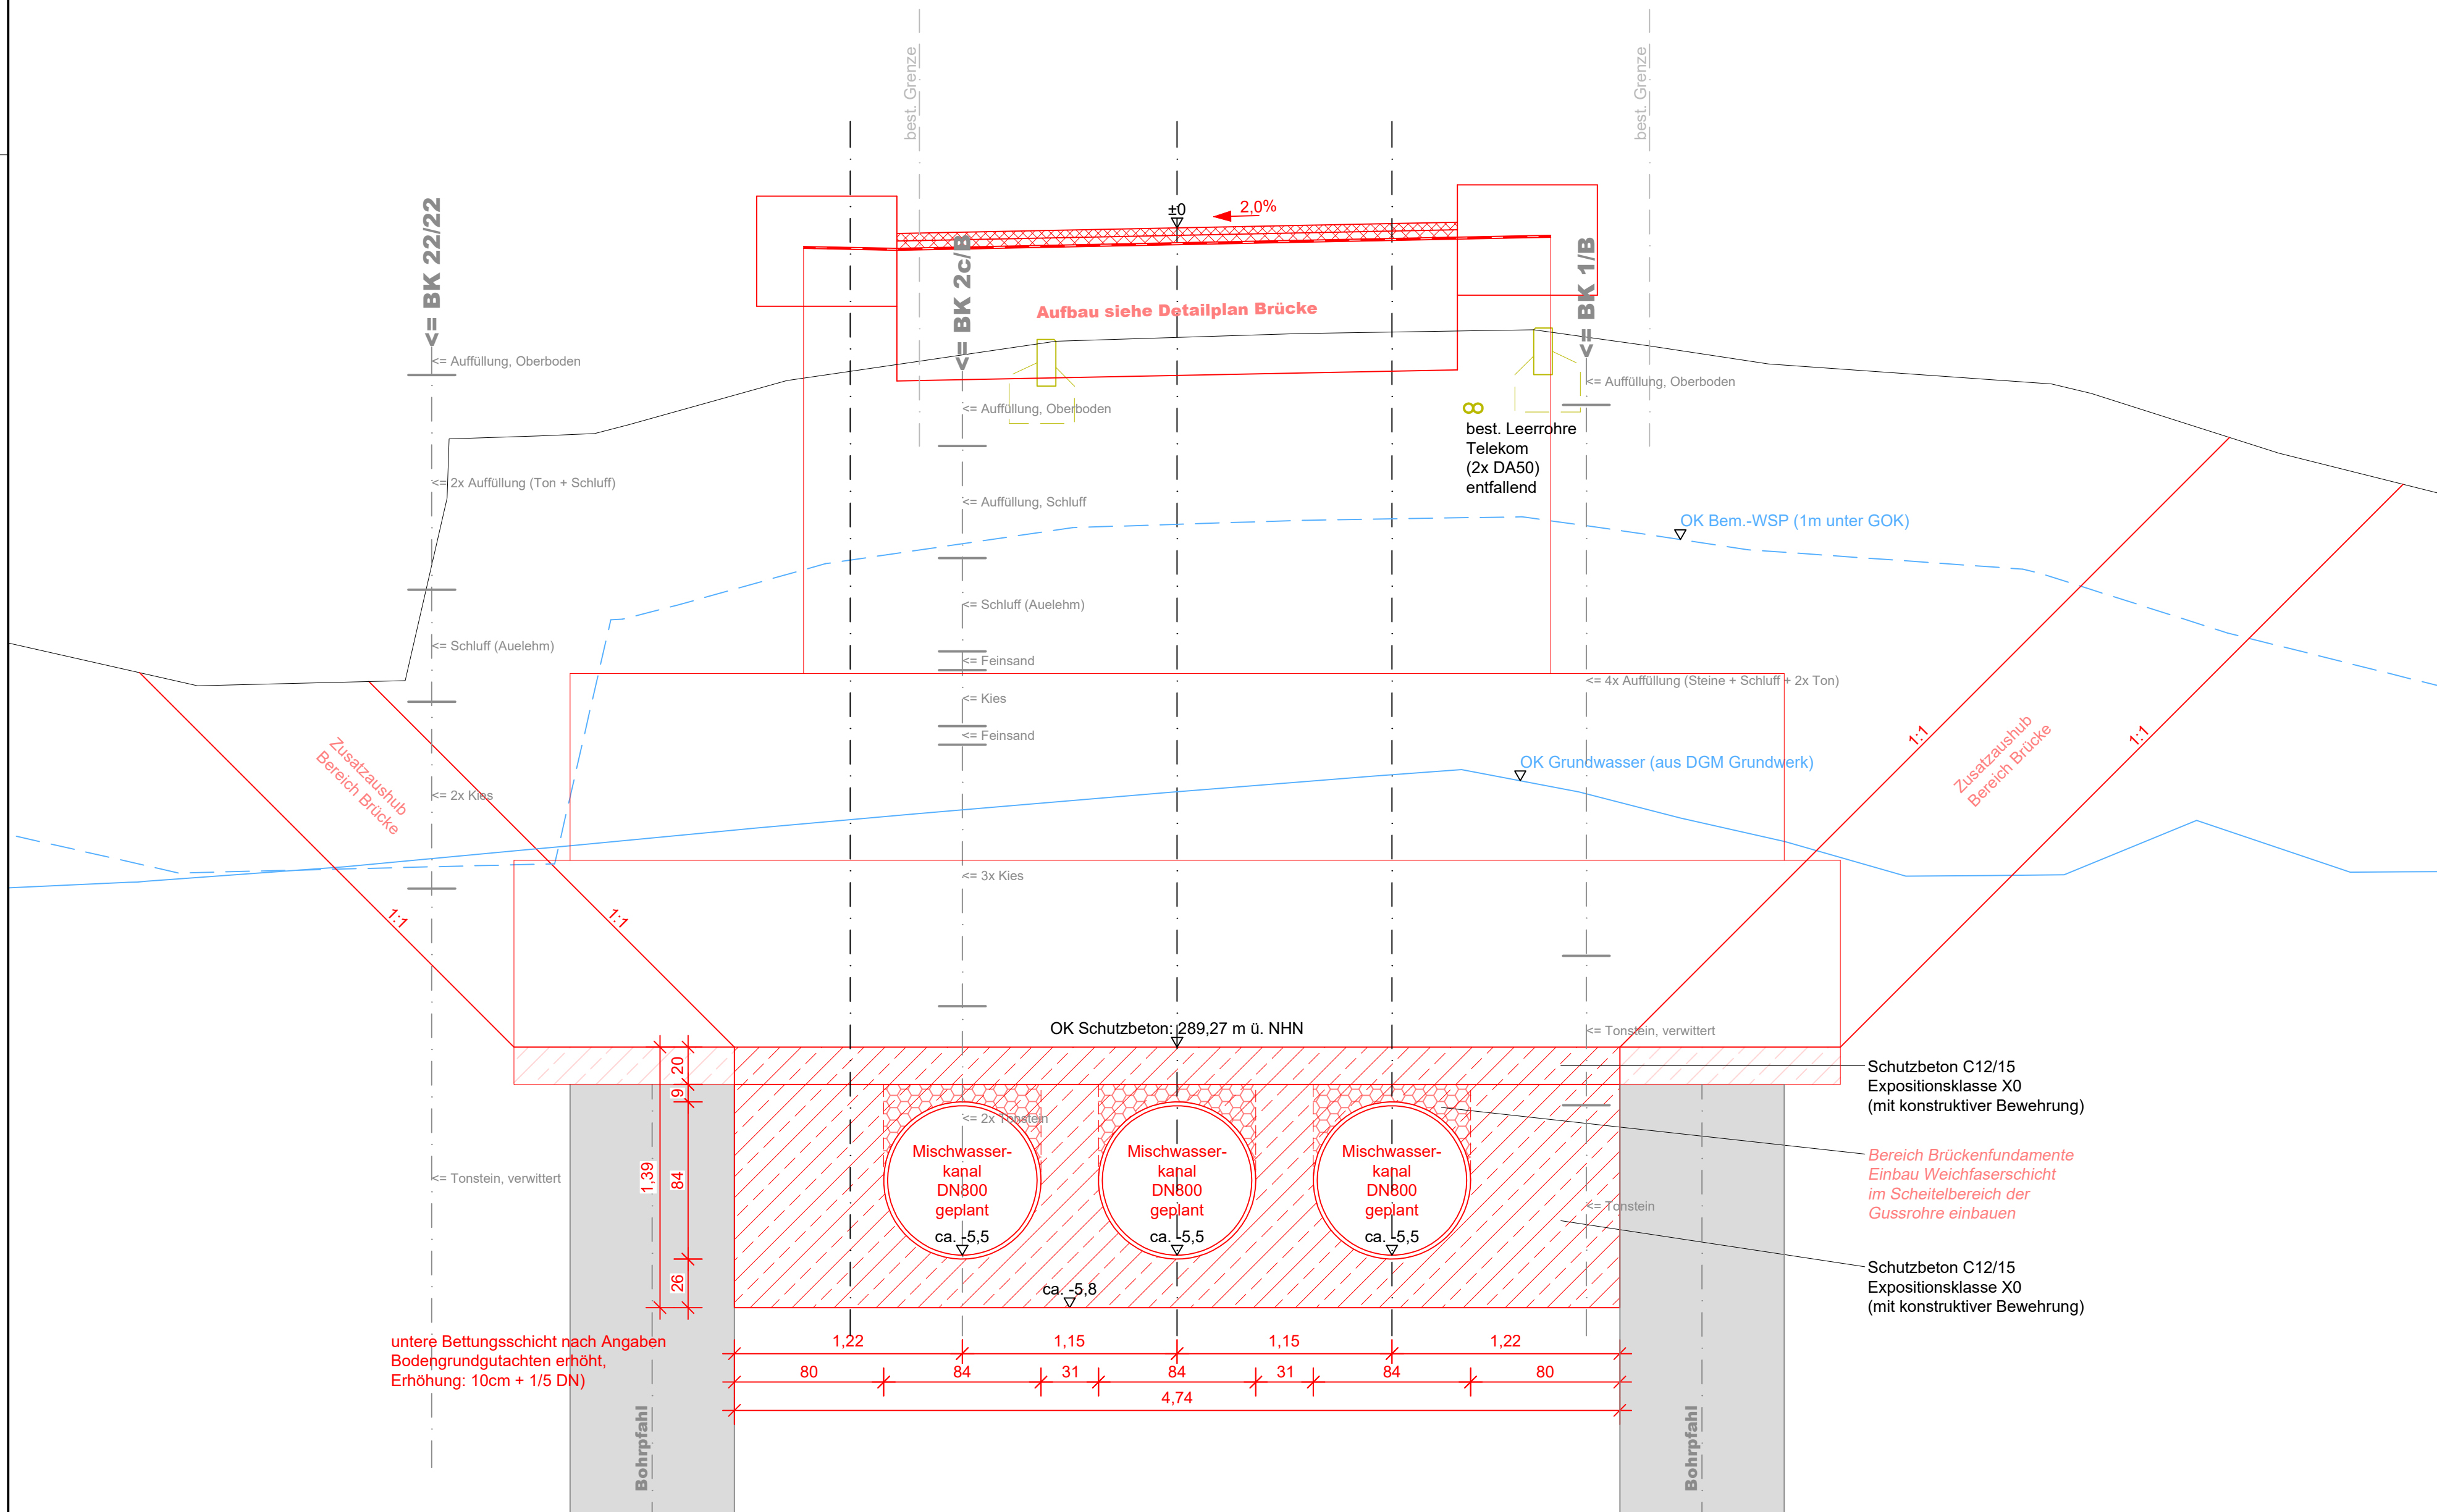 best. Grenze
best. Grenze
<= BK 22/22
±0
2,0%
<= BK 2c/B
<= BK 1/B
Aufbau siehe Detailplan Brücke
<= Auffüllung, Oberboden
<= Auffüllung, Oberboden
<= Auffüllung, Oberboden
best. Leerrohre
Telekom
(2x DA50)
entfallend
<= 2x Auffüllung (Ton + Schluff)
<= Auffüllung, Schluff
OK Bem.-WSP (1m unter GOK)
<= Schluff (Auelehm)
<= Schluff (Auelehm)
<= Feinsand
<= 4x Auffüllung (Steine + Schluff + 2x Ton)
<= Kies
<= Feinsand
1:1
1:1
Zusatzaushub
Bereich Brücke
Zusatzaushub
Bereich Brücke
OK Grundwasser (aus DGM Grundwerk)
<= 2x Kies
<= 3x Kies
1:1
1:1
OK Schutzbeton: 289,27 m ü. NHN
<= Tonstein, verwittert
20
9
1,39
84
26
Schutzbeton C12/15
Expositionsklasse X0
(mit konstruktiver Bewehrung)
<= 2x Tonstein
Bereich Brückenfundamente
Einbau Weichfaserschicht
im Scheitelbereich der
Gussrohre einbauen
<= Tonstein, verwittert
Mischwasser-
kanal
DN800
geplant
ca. -5,5
Mischwasser-
kanal
DN800
geplant
ca. -5,5
Mischwasser-
kanal
DN800
geplant
ca. -5,5
<= Tonstein
Schutzbeton C12/15
Expositionsklasse X0
(mit konstruktiver Bewehrung)
ca. -5,8
untere Bettungsschicht nach Angaben
Bodengrundgutachten erhöht,
Erhöhung: 10cm + 1/5 DN)
1,22 1,15 1,15 1,22
80 84 31 84 31 84 80
4,74
Bohrpfahl
Bohrpfahl